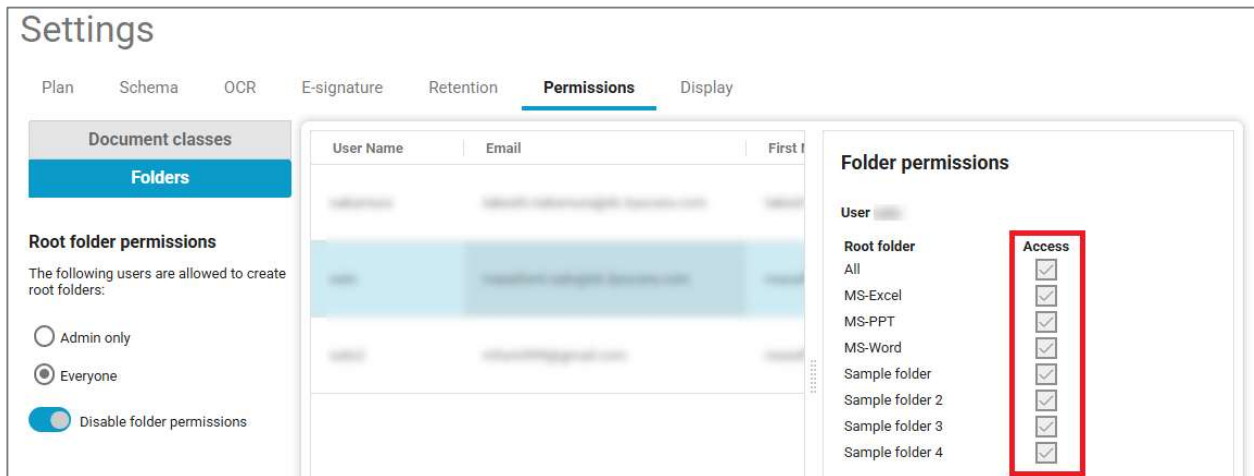 Settings
Plan Schema OCR E-signature Retention Permissions Display
Document classes
Folders
Root folder permissions
The following users are allowed to create
root folders:
Admin only
Everyone
Disable folder permissions
User Name Email First
Folder permissions
User
Root folder Access
All
MS-Excel
MS-PPT
MS-Word
Sample folder
Sample folder 2
Sample folder 3
Sample folder 4